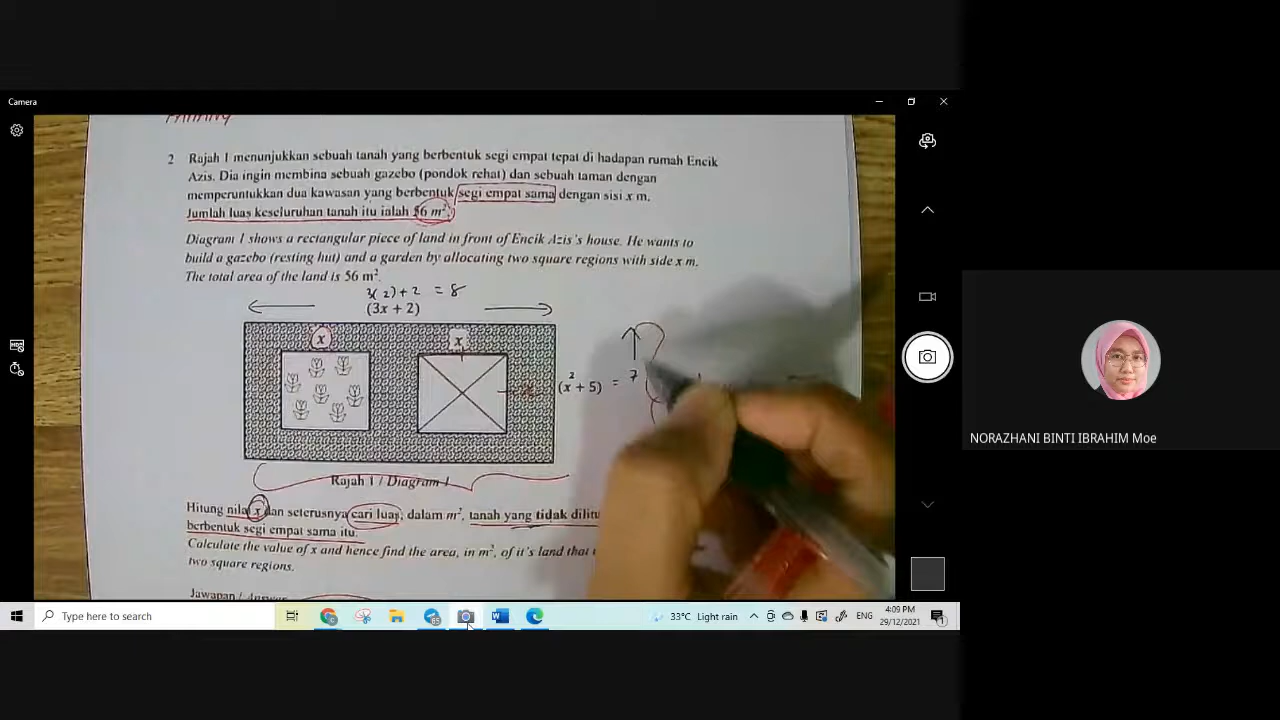 Camera
2 Rajah 1 menunjukkan sebuah tanah yang berbentuk segi empat tepat di hadapan rumah Encik
Azis. Dia ingin membina sebuah gazebo (pondok rehat) dan sebuah taman dengan
memperuntukkan dua kawasan yang berbentuk segi empat sama dengan sisi x m.
Jumlah luas keseluruhan tanah itu ialah 56 m².
Diagram 1 shows a rectangular piece of land in front of Encik Azis's house. He wants to
build a gazebo (resting hut) and a garden by allocating two square regions with side x m.
The total area of the land is 56 m².
3(2)+2 = 8
(3x + 2)
x x
2
(x + 5) = 7
Rajah 1 / Diagram 1
Hitung nilai x dan seterusnya cari luas, dalam m², tanah yang tidak
berbentuk segi empat sama itu.
Calculate the value of x and hence find the area, in m², of it's land that
two square regions.
Jawapan / Answer
NORAZHANI BINTI IBRAHIM Moe
Type here to search
33°C Light rain
ENG
4:09 PM
29/12/2021